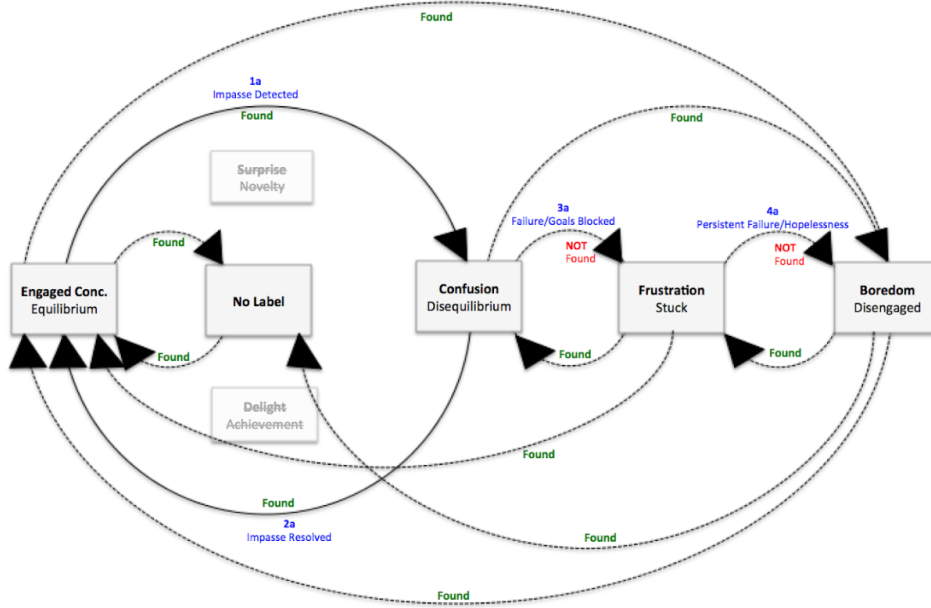 Found
1a
Impasse Detected
Found
Surprise
Novelty
Found
3a
Failure/Goals Blocked
4a
Persistent Failure/Hopelessness
Found
NOT
Found
NOT
Found
Engaged Conc.
Equilibrium
No Label
Confusion
Disequilibrium
Frustration
Stuck
Boredom
Disengaged
Found
Found
Found
Delight
Achievement
Found
Found
2a
Impasse Resolved
Found
Found